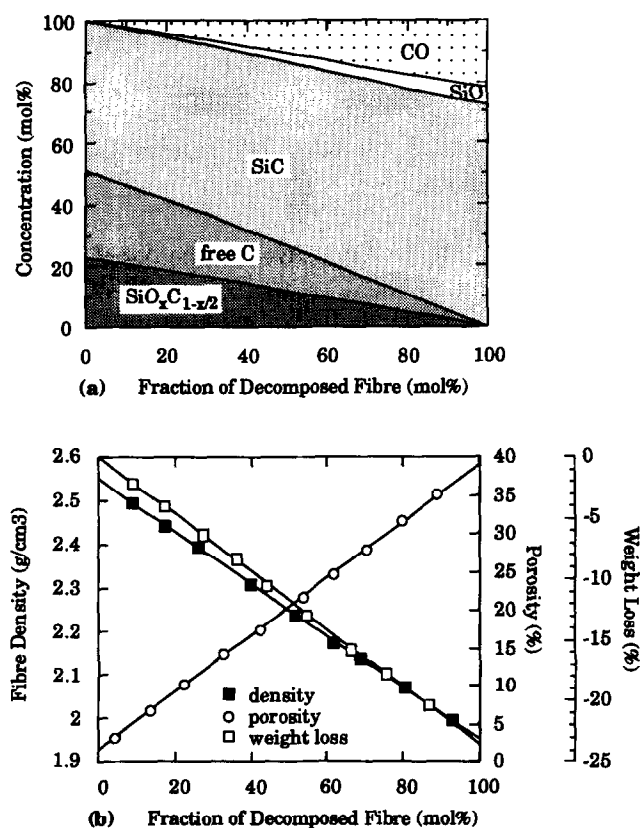 100
80
60
40
20
0
Concentration (mol%)
CO
SiO
SiC
free C
SiOxC1-x/2
0 20 40 60 80 100
(a) Fraction of Decomposed Fibre (mol%)
2.6
2.5
2.4
2.3
2.2
2.1
2
1.9
Fibre Density (g/cm3)
density
porosity
weight loss
40
35
30
25
20
15
10
5
0
Porosity (%)
0
-5
-10
-15
-20
-25
Weight Loss (%)
0 20 40 60 80 100
(b) Fraction of Decomposed Fibre (mol%)